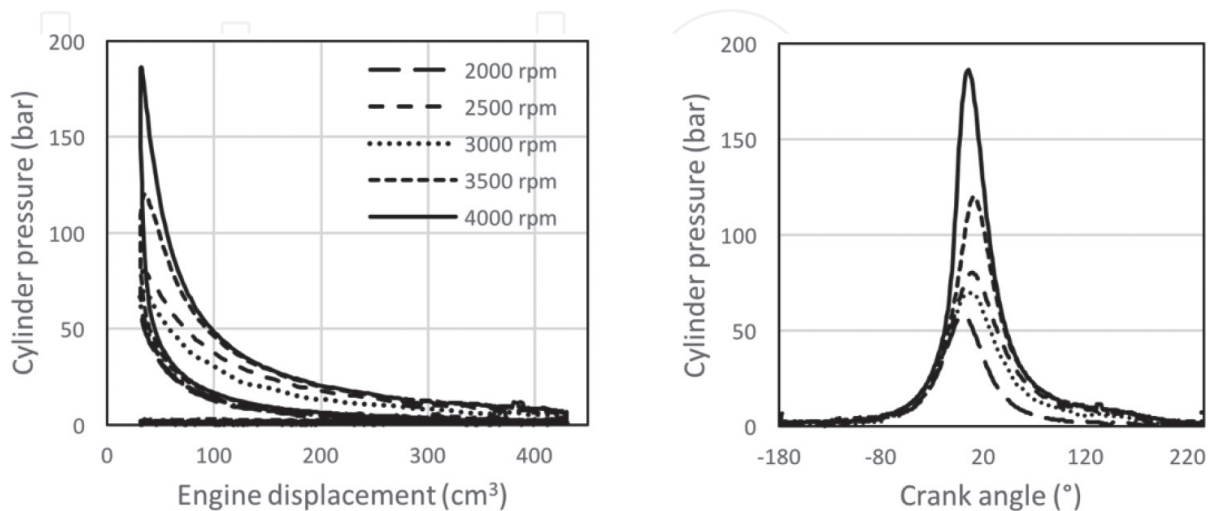 200
150
100
50
0
Cylinder pressure (bar)
2000 rpm
2500 rpm
3000 rpm
3500 rpm
4000 rpm
0 100 200 300 400
Engine displacement (cm³)
200
150
100
50
0
Cylinder pressure (bar)
-180 -80 20 120 220
Crank angle (°)